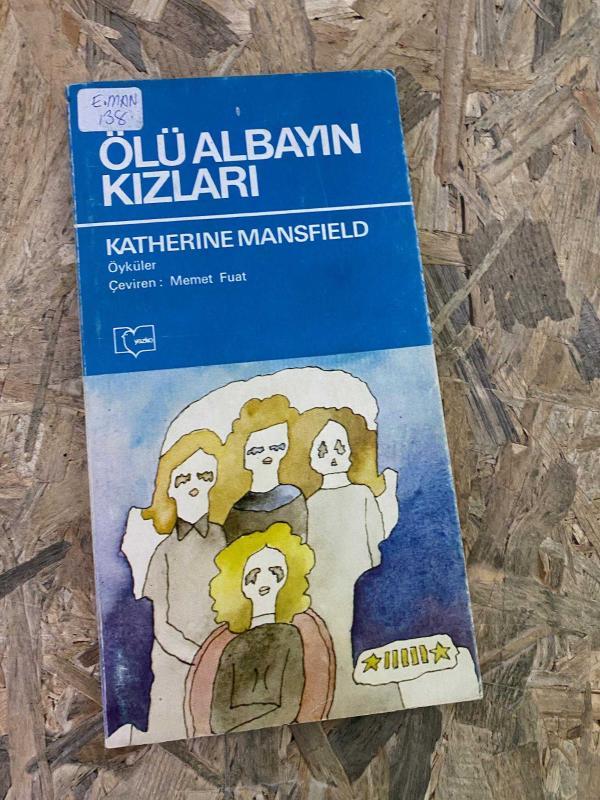 E.MAN
138
ÖLÜ ALBAYIN
KIZLARI
KATHERINE MANSFIELD
Öyküler
Çeviren: Memet Fuat
yazko